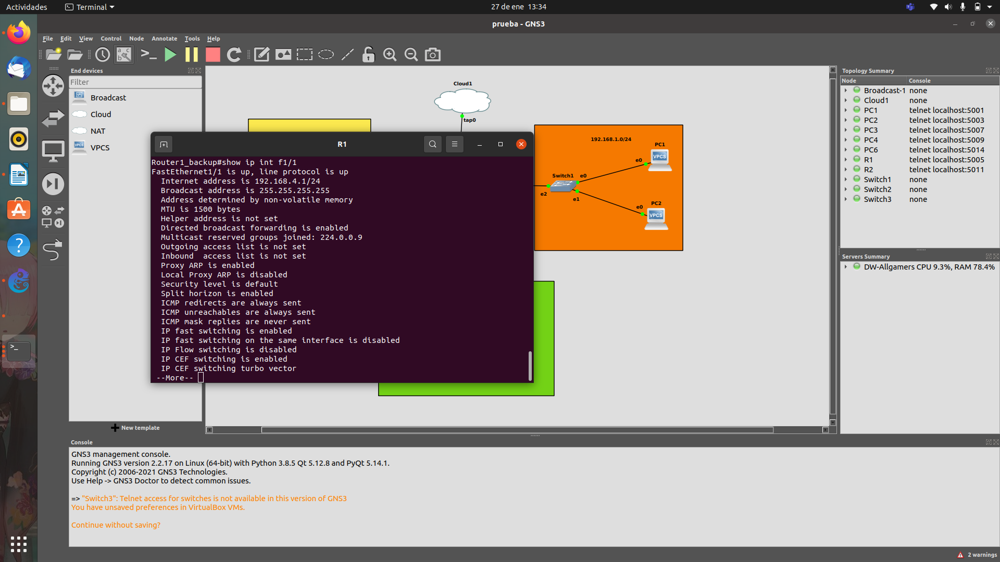 Actividades
Terminal
27 de ene 13:34
prueba - GNS3
File Edit View Control Node Annotate Tools Help
End devices
Filter
Broadcast
Cloud
NAT
VPCS
New template
Cloud1
tap0
192.168.1.0/24
PC1
VPCS
e0
Switch1
e0
e2
e1
PC2
e0
VPCS
R1
Router1_backup#show ip int f1/1
FastEthernet1/1 is up, line protocol is up
Internet address is 192.168.4.1/24
Broadcast address is 255.255.255.255
Address determined by non-volatile memory
MTU is 1500 bytes
Helper address is not set
Directed broadcast forwarding is enabled
Multicast reserved groups joined: 224.0.0.9
Outgoing access list is not set
Inbound  access list is not set
Proxy ARP is enabled
Local Proxy ARP is disabled
Security level is default
Split horizon is enabled
ICMP redirects are always sent
ICMP unreachables are always sent
ICMP mask replies are never sent
IP fast switching is enabled
IP fast switching on the same interface is disabled
IP Flow switching is disabled
IP CEF switching is enabled
IP CEF switching turbo vector
--More--
Topology Summary
Node Console
Broadcast-1 none
Cloud1 none
PC1 telnet localhost:5001
PC2 telnet localhost:5003
PC3 telnet localhost:5007
PC4 telnet localhost:5009
PC6 telnet localhost:5014
R1 telnet localhost:5005
R2 telnet localhost:5011
Switch1 none
Switch2 none
Switch3 none
Servers Summary
DW-Allgamers CPU 9.3%, RAM 78.4%
Console
GNS3 management console.
Running GNS3 version 2.2.17 on Linux (64-bit) with Python 3.8.5 Qt 5.12.8 and PyQt 5.14.1.
Copyright (c) 2006-2021 GNS3 Technologies.
Use Help -> GNS3 Doctor to detect common issues.
=> "Switch3": Telnet access for switches is not available in this version of GNS3
You have unsaved preferences in VirtualBox VMs.
Continue without saving?
2 warnings